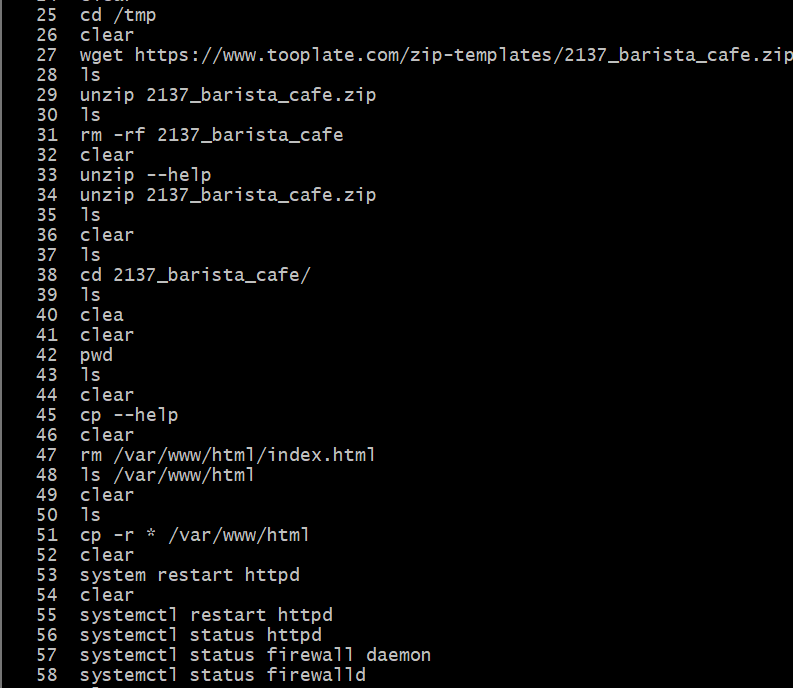 25 cd /tmp
26 clear
27 wget https://www.tooplate.com/zip-templates/2137_barista_cafe.zip
28 ls
29 unzip 2137_barista_cafe.zip
30 ls
31 rm -rf 2137_barista_cafe
32 clear
33 unzip --help
34 unzip 2137_barista_cafe.zip
35 ls
36 clear
37 ls
38 cd 2137_barista_cafe/
39 ls
40 clea
41 clear
42 pwd
43 ls
44 clear
45 cp --help
46 clear
47 rm /var/www/html/index.html
48 ls /var/www/html
49 clear
50 ls
51 cp -r * /var/www/html
52 clear
53 system restart httpd
54 clear
55 systemctl restart httpd
56 systemctl status httpd
57 systemctl status firewall daemon
58 systemctl status firewalld